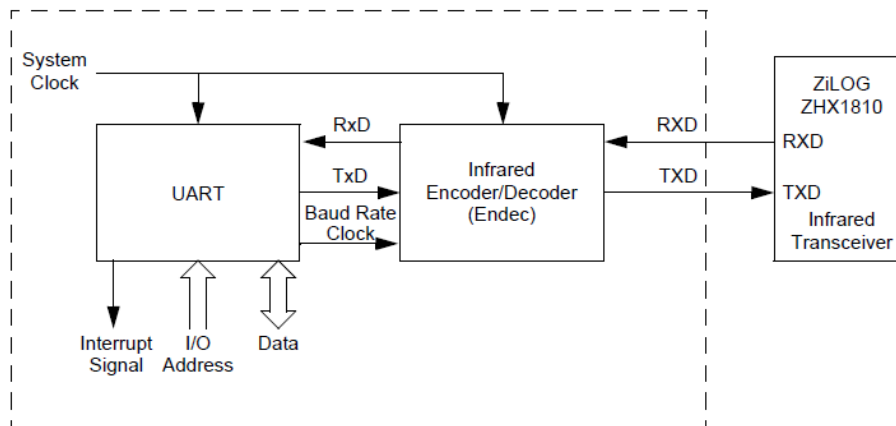 System
Clock
ZiLOG
ZHX1810
RxD
RXD
RXD
UART
Infrared
Encoder/Decoder
(Endec)
TxD
TXD
TXD
Baud Rate
Clock
Infrared
Transceiver
Interrupt
Signal
I/O
Address
Data